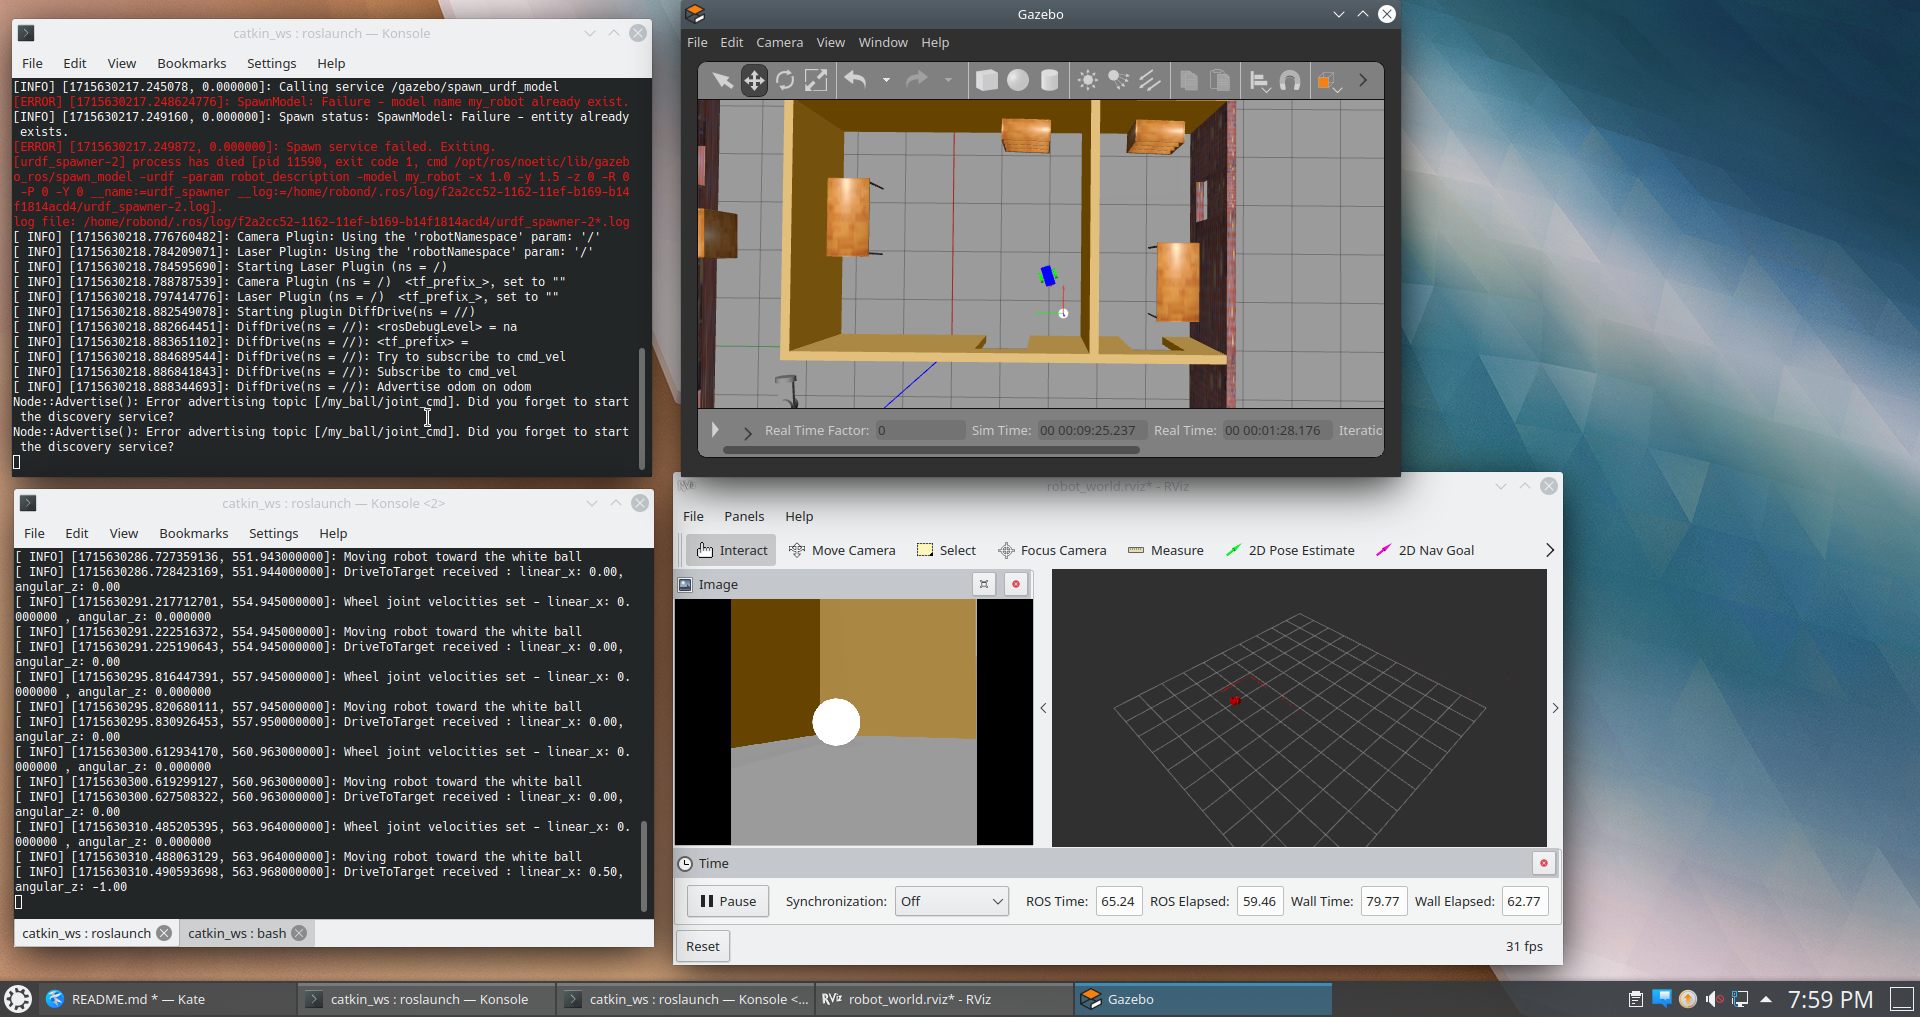 catkin_ws : roslaunch — Konsole
File Edit View Bookmarks Settings Help
[INFO] [1715630217.245078, 0.000000]: Calling service /gazebo/spawn_urdf_model
[ERROR] [1715630217.248624776]: SpawnModel: Failure - model name my_robot already exist.
[INFO] [1715630217.249160, 0.000000]: Spawn status: SpawnModel: Failure - entity already
 exists.
[ERROR] [1715630217.249872, 0.000000]: Spawn service failed. Exiting.
[urdf_spawner-2] process has died [pid 11590, exit code 1, cmd /opt/ros/noetic/lib/gazeb
o_ros/spawn_model -urdf -param robot_description -model my_robot -x 1.0 -y 1.5 -z 0 -R 0
 -P 0 -Y 0 __name:=urdf_spawner __log:=/home/robond/.ros/log/f2a2cc52-1162-11ef-b169-b14
f1814acd4/urdf_spawner-2.log].
log file: /home/robond/.ros/log/f2a2cc52-1162-11ef-b169-b14f1814acd4/urdf_spawner-2*.log
[ INFO] [1715630218.776760482]: Camera Plugin: Using the 'robotNamespace' param: '/'
[ INFO] [1715630218.784209071]: Laser Plugin: Using the 'robotNamespace' param: '/'
[ INFO] [1715630218.784595690]: Starting Laser Plugin (ns = /)
[ INFO] [1715630218.788787539]: Camera Plugin (ns = /)  <tf_prefix_>, set to ""
[ INFO] [1715630218.797414776]: Laser Plugin (ns = /)  <tf_prefix_>, set to ""
[ INFO] [1715630218.882549078]: Starting plugin DiffDrive(ns = //)
[ INFO] [1715630218.882664451]: DiffDrive(ns = //): <rosDebugLevel> = na
[ INFO] [1715630218.883651102]: DiffDrive(ns = //): <tf_prefix> =
[ INFO] [1715630218.884689544]: DiffDrive(ns = //): Try to subscribe to cmd_vel
[ INFO] [1715630218.886841843]: DiffDrive(ns = //): Subscribe to cmd_vel
[ INFO] [1715630218.888344693]: DiffDrive(ns = //): Advertise odom on odom
Node::Advertise(): Error advertising topic [/my_ball/joint_cmd]. Did you forget to start
 the discovery service?
Node::Advertise(): Error advertising topic [/my_ball/joint_cmd]. Did you forget to start
 the discovery service?
Gazebo
File Edit Camera View Window Help
Real Time Factor: 0 Sim Time: 00 00:09:25.237 Real Time: 00 00:01:28.176 Iteratio
catkin_ws : roslaunch — Konsole <2>
File Edit View Bookmarks Settings Help
[ INFO] [1715630286.727359136, 551.943000000]: Moving robot toward the white ball
[ INFO] [1715630286.728423169, 551.944000000]: DriveToTarget received : linear_x: 0.00,
angular_z: 0.00
[ INFO] [1715630291.217712701, 554.945000000]: Wheel joint velocities set - linear_x: 0.
000000 , angular_z: 0.000000
[ INFO] [1715630291.222516372, 554.945000000]: Moving robot toward the white ball
[ INFO] [1715630291.225190643, 554.945000000]: DriveToTarget received : linear_x: 0.00,
angular_z: 0.00
[ INFO] [1715630295.816447391, 557.945000000]: Wheel joint velocities set - linear_x: 0.
000000 , angular_z: 0.000000
[ INFO] [1715630295.820680111, 557.945000000]: Moving robot toward the white ball
[ INFO] [1715630295.830926453, 557.950000000]: DriveToTarget received : linear_x: 0.00,
angular_z: 0.00
[ INFO] [1715630300.612934170, 560.963000000]: Wheel joint velocities set - linear_x: 0.
000000 , angular_z: 0.000000
[ INFO] [1715630300.619299127, 560.963000000]: Moving robot toward the white ball
[ INFO] [1715630300.627508322, 560.963000000]: DriveToTarget received : linear_x: 0.00,
angular_z: 0.00
[ INFO] [1715630310.485205395, 563.964000000]: Wheel joint velocities set - linear_x: 0.
000000 , angular_z: 0.000000
[ INFO] [1715630310.488063129, 563.964000000]: Moving robot toward the white ball
[ INFO] [1715630310.490593698, 563.968000000]: DriveToTarget received : linear_x: 0.50,
angular_z: -1.00
catkin_ws : roslaunch catkin_ws : bash
robot_world.rviz* - RViz
File Panels Help
Interact Move Camera Select Focus Camera Measure 2D Pose Estimate 2D Nav Goal
Image
Time
Pause Synchronization: Off ROS Time: 65.24 ROS Elapsed: 59.46 Wall Time: 79.77 Wall Elapsed: 62.77
Reset 31 fps
README.md * — Kate catkin_ws : roslaunch — Konsole catkin_ws : roslaunch — Konsole <... RViz robot_world.rviz* - RViz Gazebo 7:59 PM